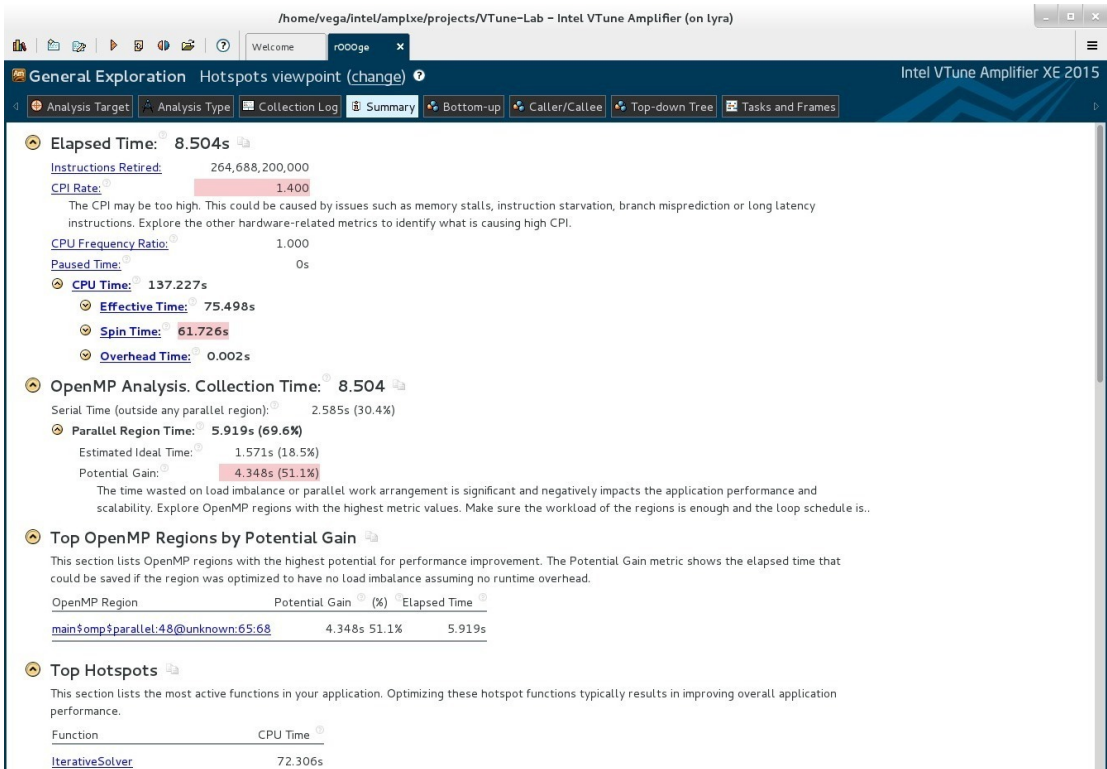 /home/vega/intel/amplxe/projects/VTune-Lab - Intel VTune Amplifier (on lyra)
Welcome r000ge x
General Exploration Hotspots viewpoint (change) ?
Intel VTune Amplifier XE 2015
Analysis Target Analysis Type Collection Log Summary Bottom-up Caller/Callee Top-down Tree Tasks and Frames
Elapsed Time: 8.504s
Instructions Retired: 264,688,200,000
CPI Rate: 1.400
The CPI may be too high. This could be caused by issues such as memory stalls, instruction starvation, branch misprediction or long latency
instructions. Explore the other hardware-related metrics to identify what is causing high CPI.
CPU Frequency Ratio: 1.000
Paused Time: 0s
CPU Time: 137.227s
Effective Time: 75.498s
Spin Time: 61.726s
Overhead Time: 0.002s
OpenMP Analysis. Collection Time: 8.504
Serial Time (outside any parallel region): 2.585s (30.4%)
Parallel Region Time: 5.919s (69.6%)
Estimated Ideal Time: 1.571s (18.5%)
Potential Gain: 4.348s (51.1%)
The time wasted on load imbalance or parallel work arrangement is significant and negatively impacts the application performance and
scalability. Explore OpenMP regions with the highest metric values. Make sure the workload of the regions is enough and the loop schedule is..
Top OpenMP Regions by Potential Gain
This section lists OpenMP regions with the highest potential for performance improvement. The Potential Gain metric shows the elapsed time that
could be saved if the region was optimized to have no load imbalance assuming no runtime overhead.
OpenMP Region Potential Gain (%) Elapsed Time
main$omp$parallel:48@unknown:65:68 4.348s 51.1% 5.919s
Top Hotspots
This section lists the most active functions in your application. Optimizing these hotspot functions typically results in improving overall application
performance.
Function CPU Time
IterativeSolver 72.306s